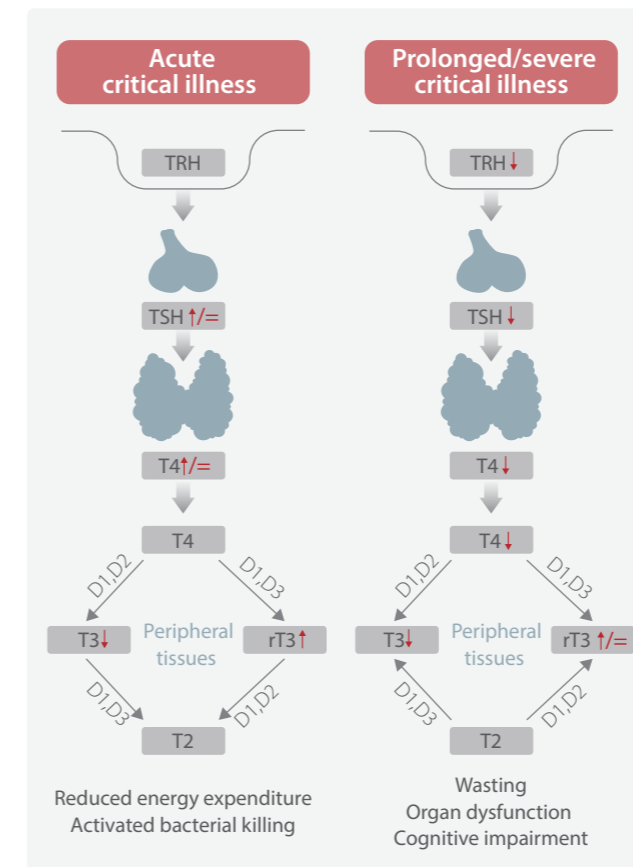 Acute
critical illness
TRH
TSH ↑/=
T4↑/=
T4
D1,D2
D1,D3
T3↓
Peripheral
tissues
rT3↑
D1,D3
D1,D2
T2
Reduced energy expenditure
Activated bacterial killing
Prolonged/severe
critical illness
TRH↓
TSH↓
T4↓
T4↓
D1,D2
D1,D3
T3↓
Peripheral
tissues
rT3 ↑/=
D1,D3
D1,D2
T2
Wasting
Organ dysfunction
Cognitive impairment